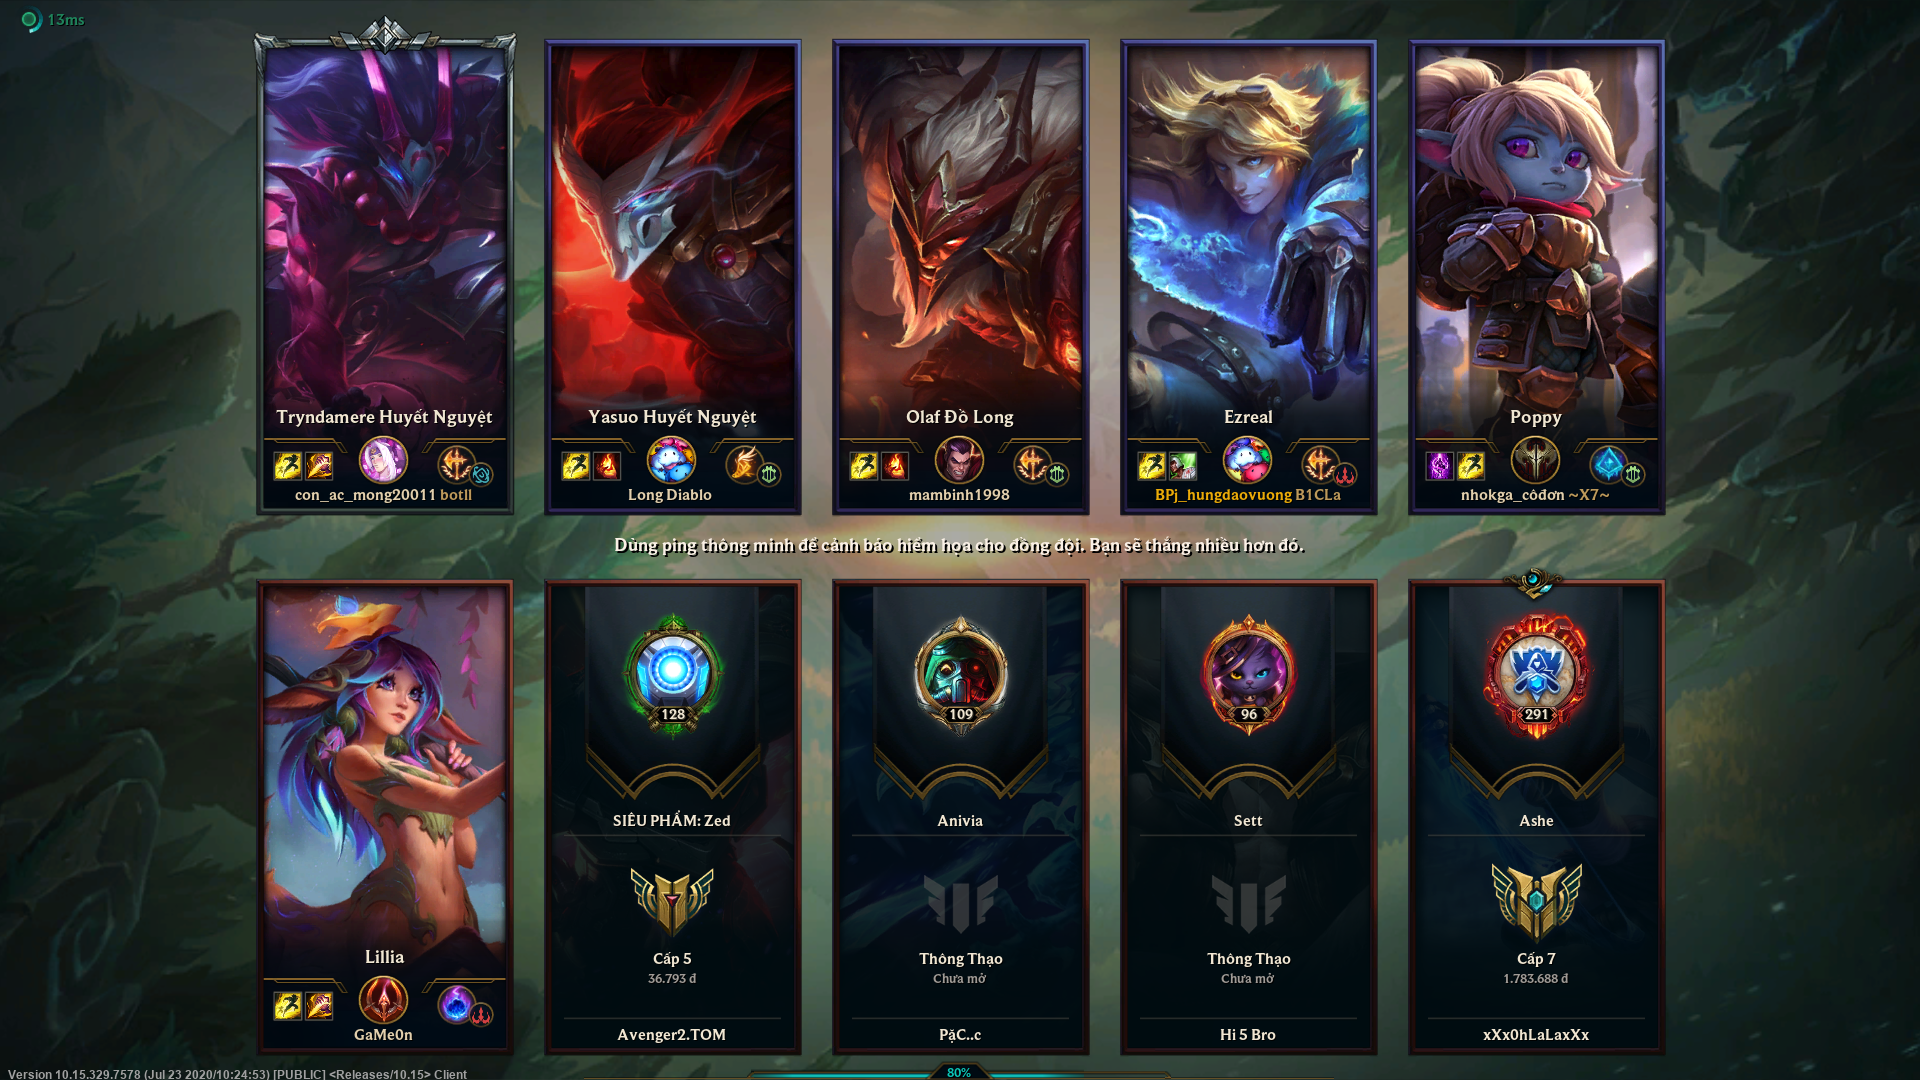 13ms
Tryndamere Huyết Nguyệt
con_ac_mong20011 botll
Yasuo Huyết Nguyệt
Long Diablo
Olaf Đồ Long
mambinh1998
Ezreal
BPj_hungdaovuong B1CLa
Poppy
nhokga_côđơn ~X7~
Dùng ping thông minh để cảnh báo hiểm họa cho đồng đội. Bạn sẽ thắng nhiều hơn đó.
Lillia
GaMe0n
128
SIÊU PHẨM: Zed
Cấp 5
36.793 đ
Avenger2.TOM
109
Anivia
Thông Thạo
Chưa mở
PặC..c
96
Sett
Thông Thạo
Chưa mở
Hi 5 Bro
291
Ashe
Cấp 7
1.783.688 đ
xXx0hLaLaxXx
Version 10.15.329.7578 (Jul 23 2020/10:24:53) [PUBLIC] <Releases/10.15> Client
80%